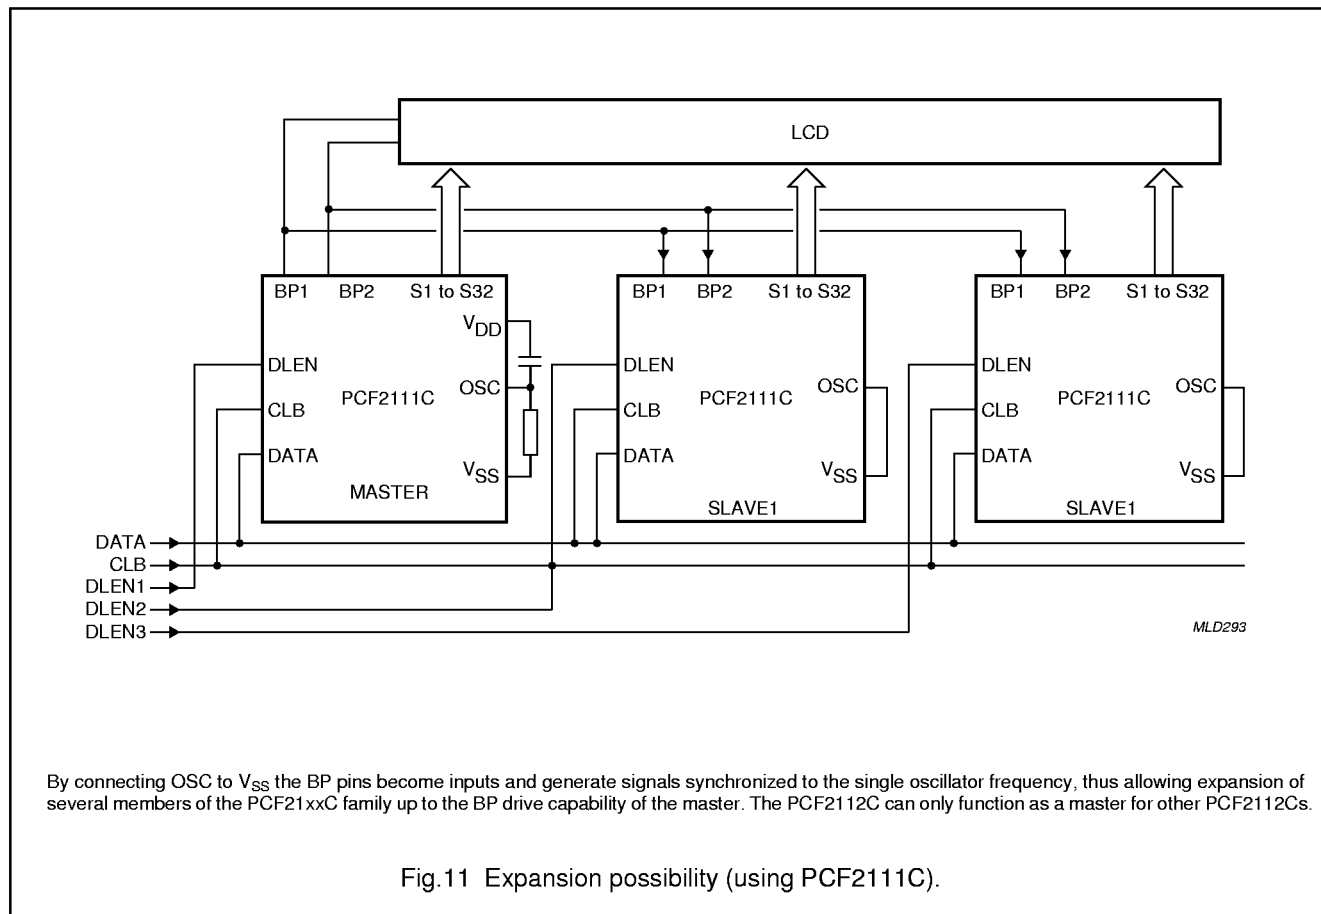 LCD
BP1 BP2 S1 to S32
BP1 BP2 S1 to S32
BP1 BP2 S1 to S32
VDD
DLEN
OSC
PCF2111C
CLB
DATA
VSS
MASTER
DLEN
OSC
PCF2111C
CLB
DATA
VSS
SLAVE1
DLEN
OSC
PCF2111C
CLB
DATA
VSS
SLAVE1
DATA
CLB
DLEN1
DLEN2
DLEN3
MLD293
By connecting OSC to VSS the BP pins become inputs and generate signals synchronized to the single oscillator frequency, thus allowing expansion of
several members of the PCF21xxC family up to the BP drive capability of the master. The PCF2112C can only function as a master for other PCF2112Cs.
Fig.11 Expansion possibility (using PCF2111C).